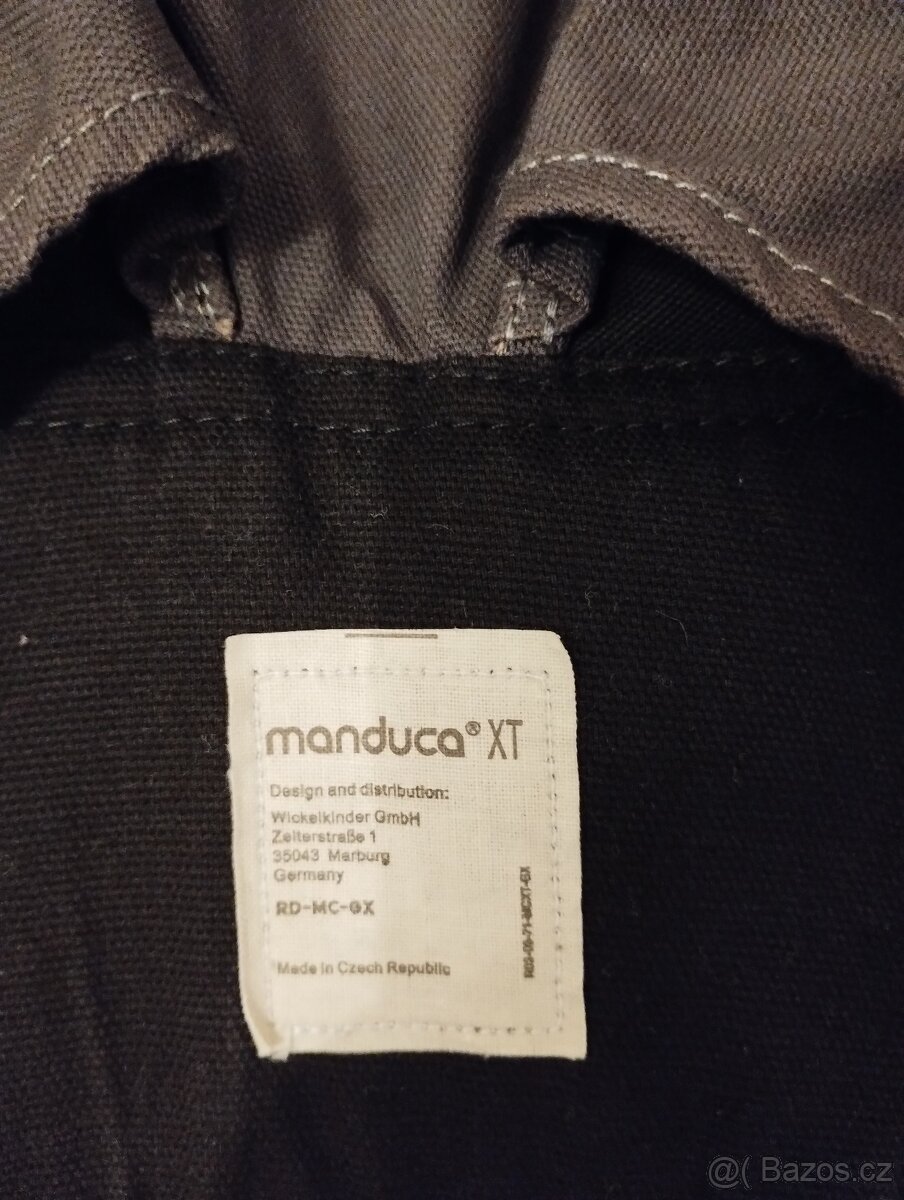 manduca® XT
Design and distribution:
Wickelkinder GmbH
Zeiterstraße 1
35043 Marburg
Germany
RD-MC-GX
Made in Czech Republic
@( Bazos.cz